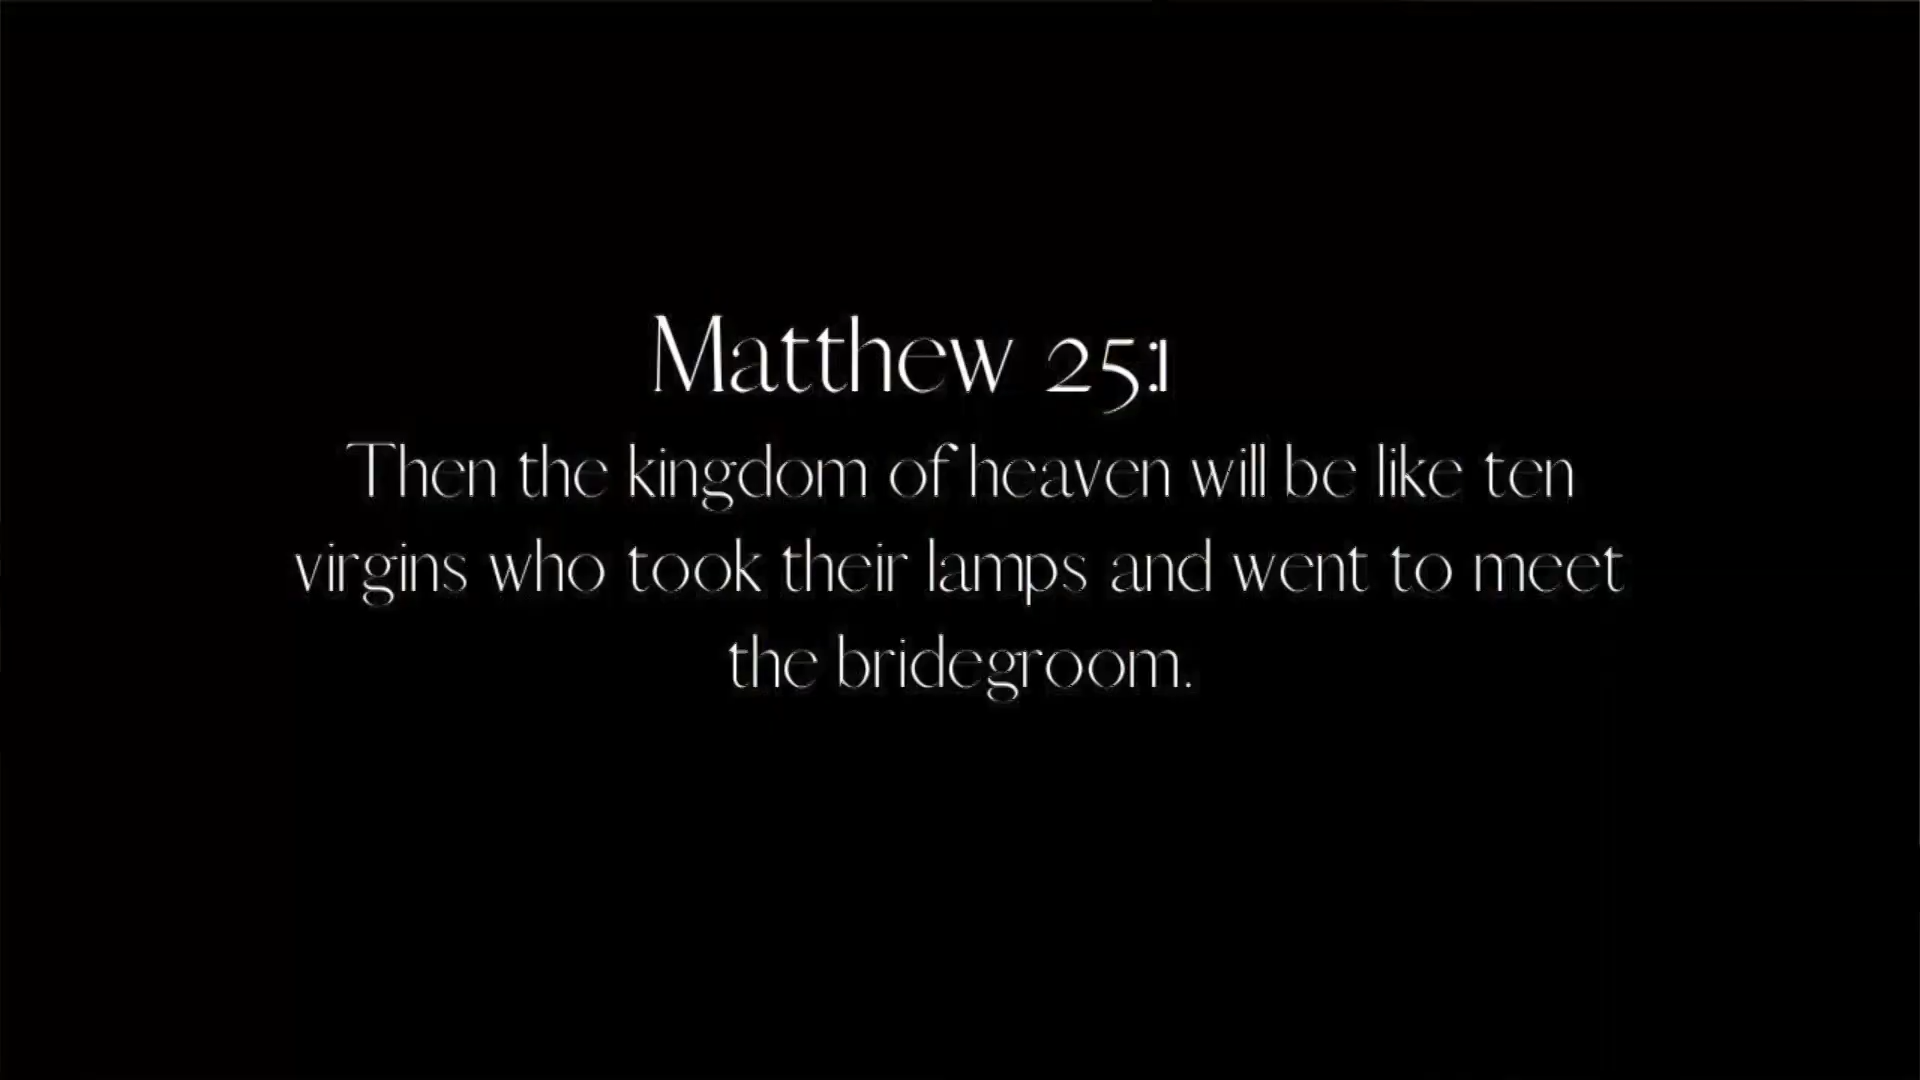 Matthew 25:1
Then the kingdom of heaven will be like ten
virgins who took their lamps and went to meet
the bridegroom.